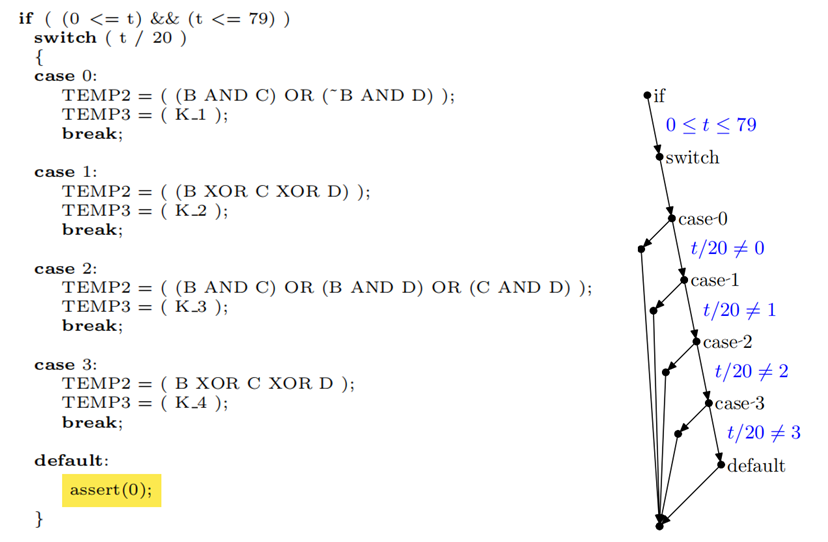 if ( (0 <= t) && (t <= 79) )
switch ( t / 20 )
{
case 0:
TEMP2 = ( (B AND C) OR (~B AND D) );
TEMP3 = ( K_1 );
break;
case 1:
TEMP2 = ( (B XOR C XOR D) );
TEMP3 = ( K_2 );
break;
case 2:
TEMP2 = ( (B AND C) OR (B AND D) OR (C AND D) );
TEMP3 = ( K_3 );
break;
case 3:
TEMP2 = ( B XOR C XOR D );
TEMP3 = ( K_4 );
break;
default:
assert(0);
}
if
0 ≤ t ≤ 79
switch
case-0
t/20 ≠ 0
case-1
t/20 ≠ 1
case-2
t/20 ≠ 2
case-3
t/20 ≠ 3
default